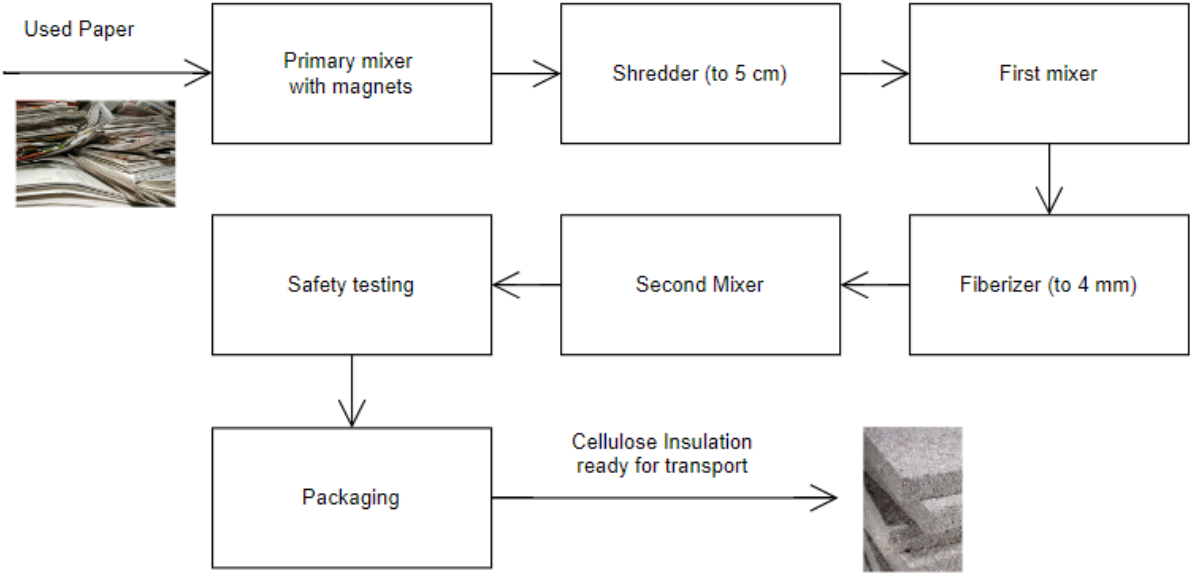 Used Paper
Primary mixer
with magnets
Shredder (to 5 cm)
First mixer
Safety testing
Second Mixer
Fiberizer (to 4 mm)
Packaging
Cellulose Insulation
ready for transport